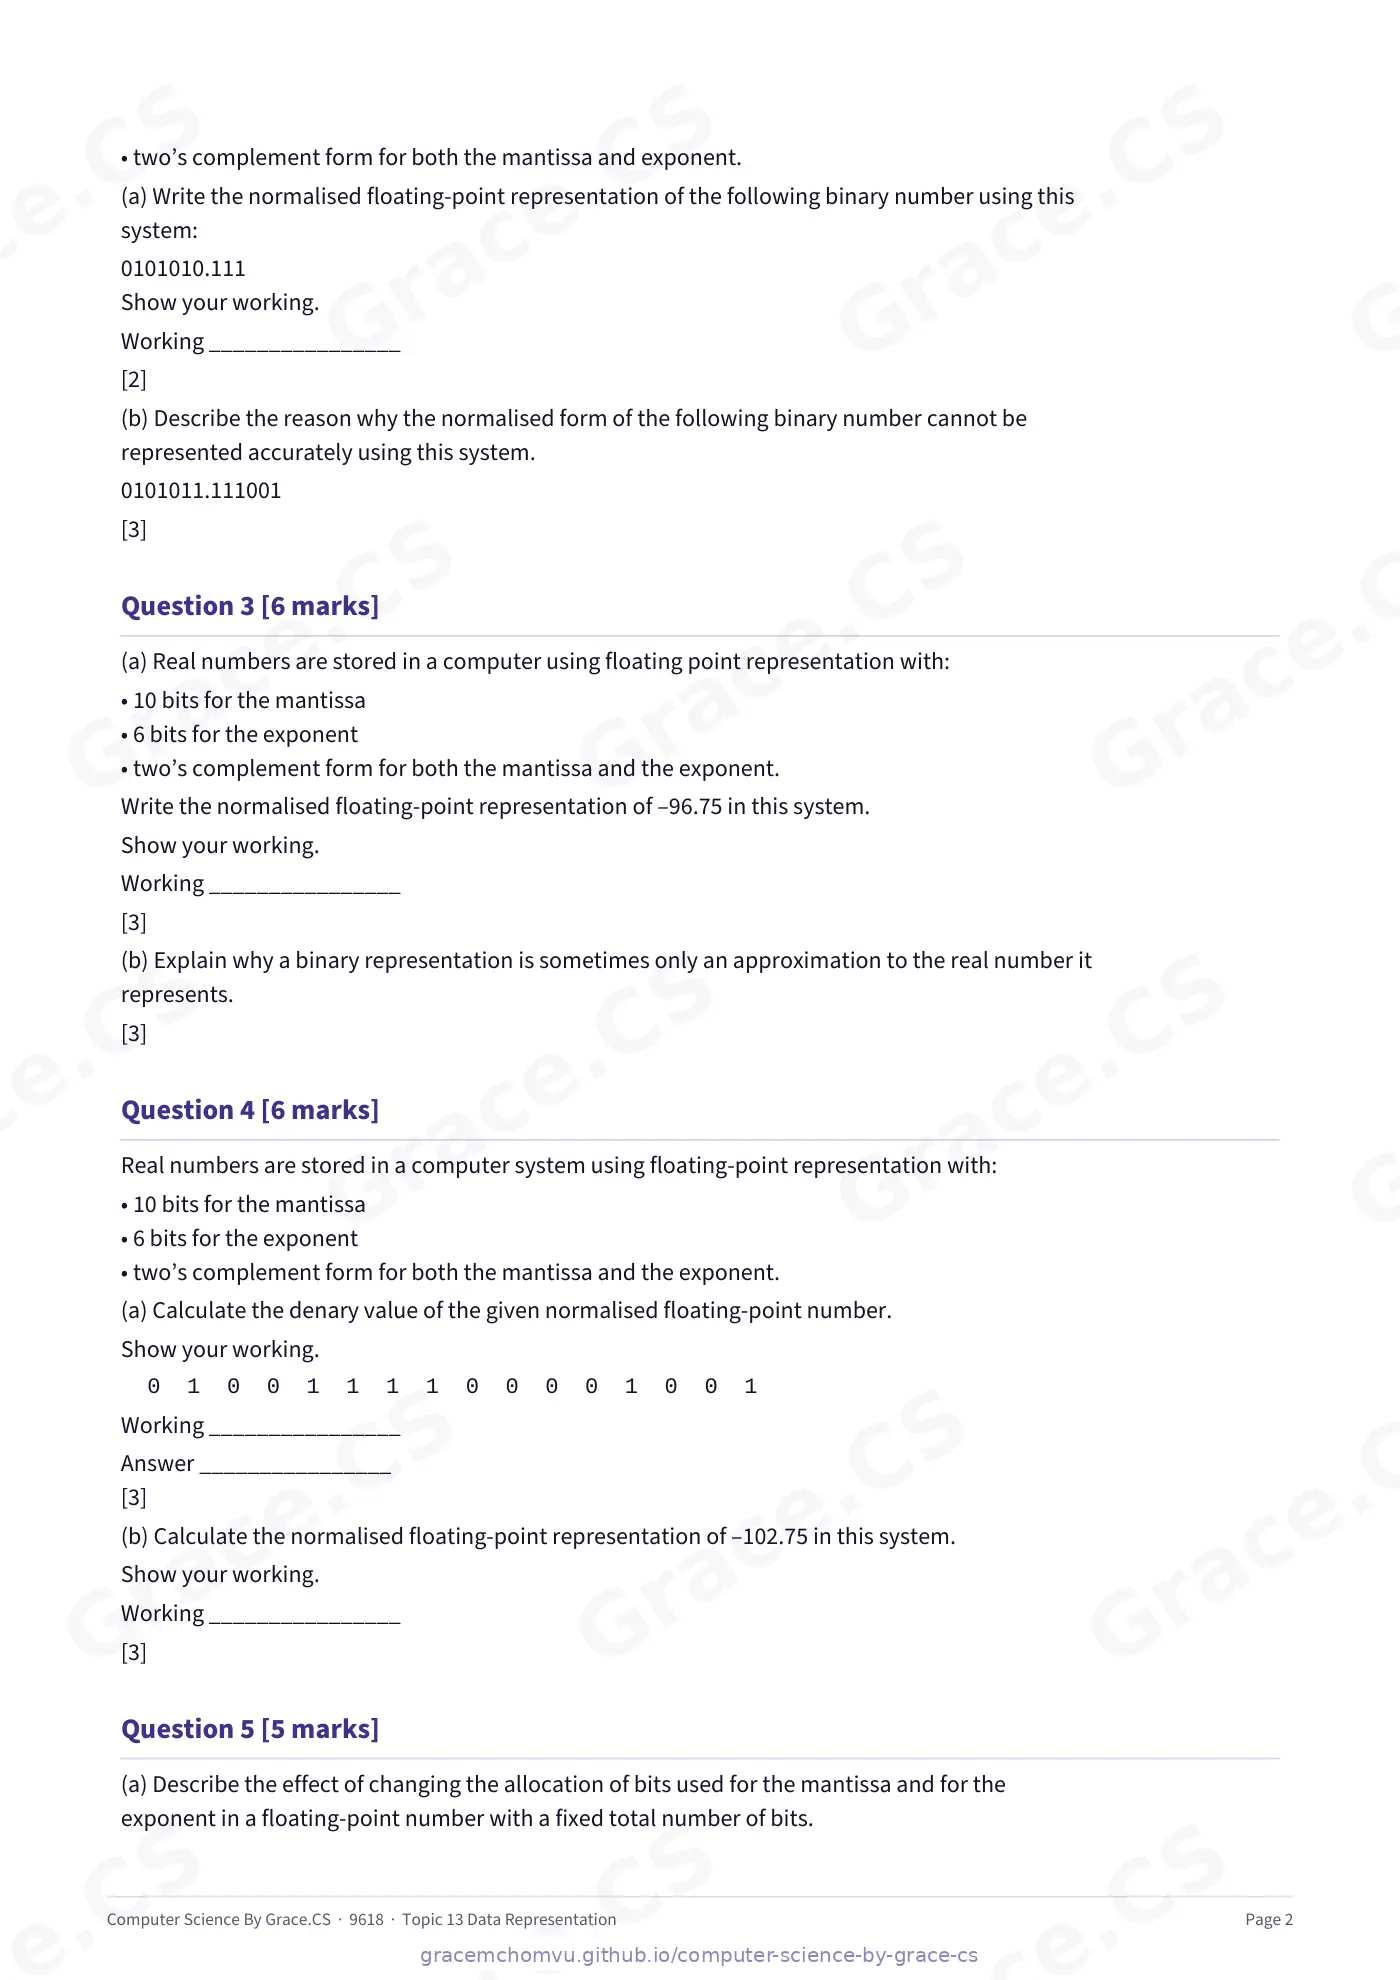 • two’s complement form for both the mantissa and exponent.
(a) Write the normalised floating-point representation of the following binary number using this
system:
0101010.111
Show your working.
Working ________________
[2]
(b) Describe the reason why the normalised form of the following binary number cannot be
represented accurately using this system.
0101011.111001
[3]
Question 3 [6 marks]
(a) Real numbers are stored in a computer using floating point representation with:
• 10 bits for the mantissa
• 6 bits for the exponent
• two’s complement form for both the mantissa and the exponent.
Write the normalised floating-point representation of –96.75 in this system.
Show your working.
Working ________________
[3]
(b) Explain why a binary representation is sometimes only an approximation to the real number it
represents.
[3]
Question 4 [6 marks]
Real numbers are stored in a computer system using floating-point representation with:
• 10 bits for the mantissa
• 6 bits for the exponent
• two’s complement form for both the mantissa and the exponent.
(a) Calculate the denary value of the given normalised floating-point number.
Show your working.
0 1 0 0 1 1 1 1 0 0 0 0 1 0 0 1
Working ________________
Answer ________________
[3]
(b) Calculate the normalised floating-point representation of –102.75 in this system.
Show your working.
Working ________________
[3]
Question 5 [5 marks]
(a) Describe the effect of changing the allocation of bits used for the mantissa and for the
exponent in a floating-point number with a fixed total number of bits.
Computer Science By Grace.CS · 9618 · Topic 13 Data Representation Page 2
gracemchomvu.github.io/computer-science-by-grace-cs